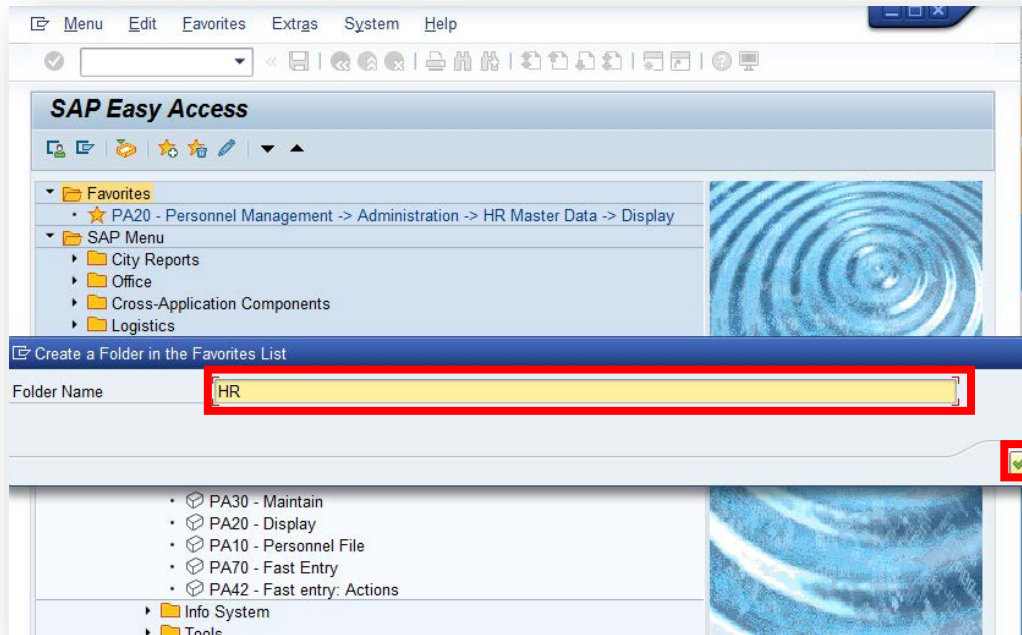 Menu Edit Favorites Extras System Help
SAP Easy Access
Favorites
PA20 - Personnel Management -> Administration -> HR Master Data -> Display
SAP Menu
City Reports
Office
Cross-Application Components
Logistics
Create a Folder in the Favorites List
Folder Name HR
PA30 - Maintain
PA20 - Display
PA10 - Personnel File
PA70 - Fast Entry
PA42 - Fast entry: Actions
Info System
Tools